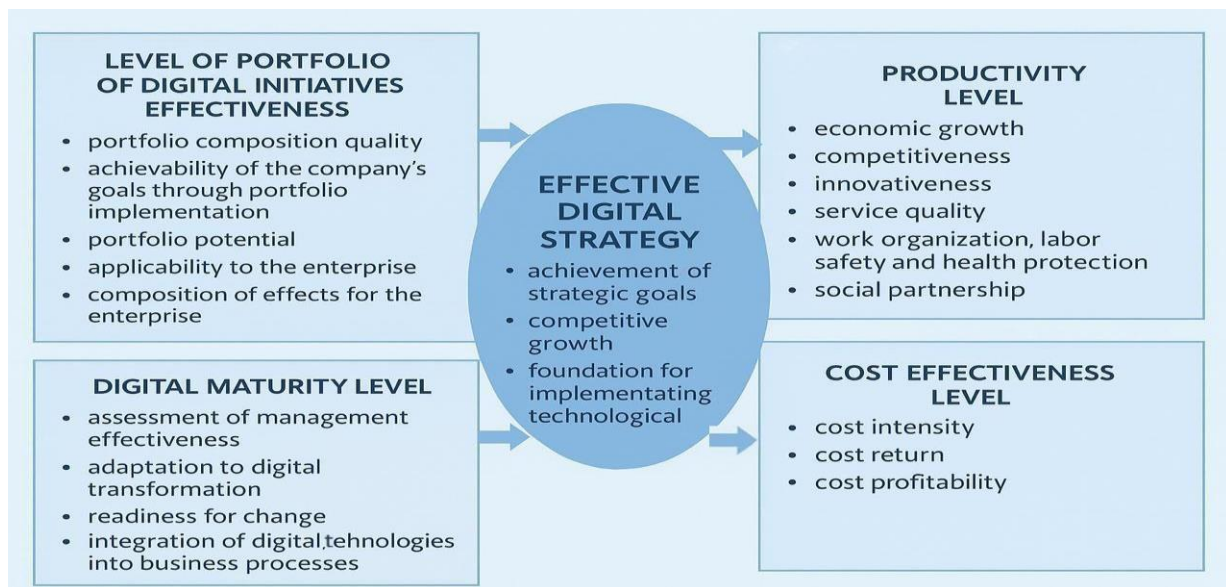 LEVEL OF PORTFOLIO
OF DIGITAL INITIATIVES
EFFECTIVENESS
• portfolio composition quality
• achievability of the company's
goals through portfolio
implementation
• portfolio potential
• applicability to the enterprise
• composition of effects for the
enterprise
DIGITAL MATURITY LEVEL
• assessment of management
effectiveness
• adaptation to digital
transformation
• readiness for change
• integration of digital,tehnologies
into business processes
EFFECTIVE
DIGITAL
STRATEGY
• achievement of
strategic goals
• competitive
growth
• foundation for
implementating
technological
PRODUCTIVITY
LEVEL
• economic growth
• competitiveness
• innovativeness
• service quality
• work organization, labor
safety and health protection
• social partnership
COST EFFECTIVENESS
LEVEL
• cost intensity
• cost return
• cost profitability